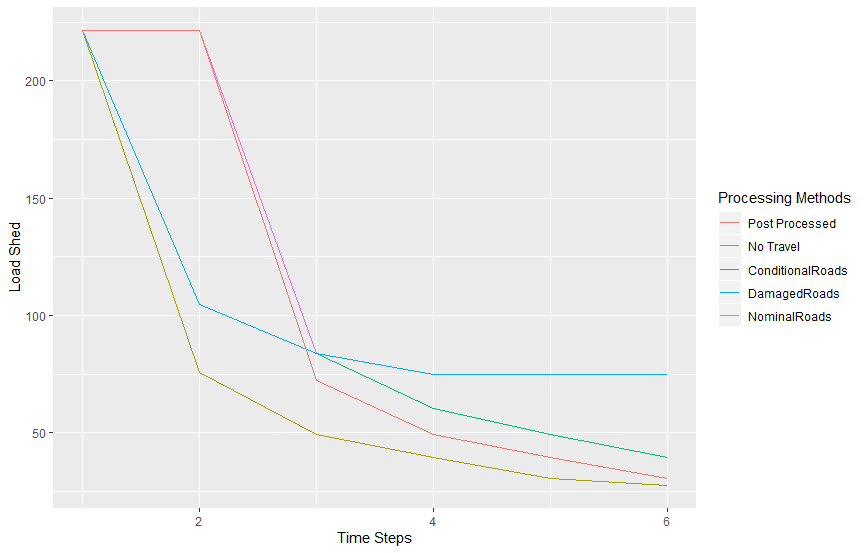 Load Shed
200
150
100
50
2
4
6
Time Steps
Processing Methods
Post Processed
No Travel
ConditionalRoads
DamagedRoads
NominalRoads